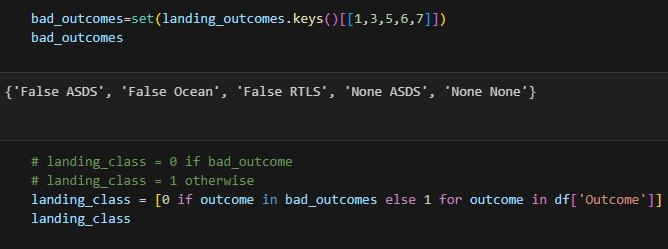 bad_outcomes=set(landing_outcomes.keys()[[1,3,5,6,7]])
bad_outcomes
{'False ASDS', 'False Ocean', 'False RTLS', 'None ASDS', 'None None'}
# landing_class = 0 if bad_outcome
# landing_class = 1 otherwise
landing_class = [0 if outcome in bad_outcomes else 1 for outcome in df['Outcome']]
landing_class